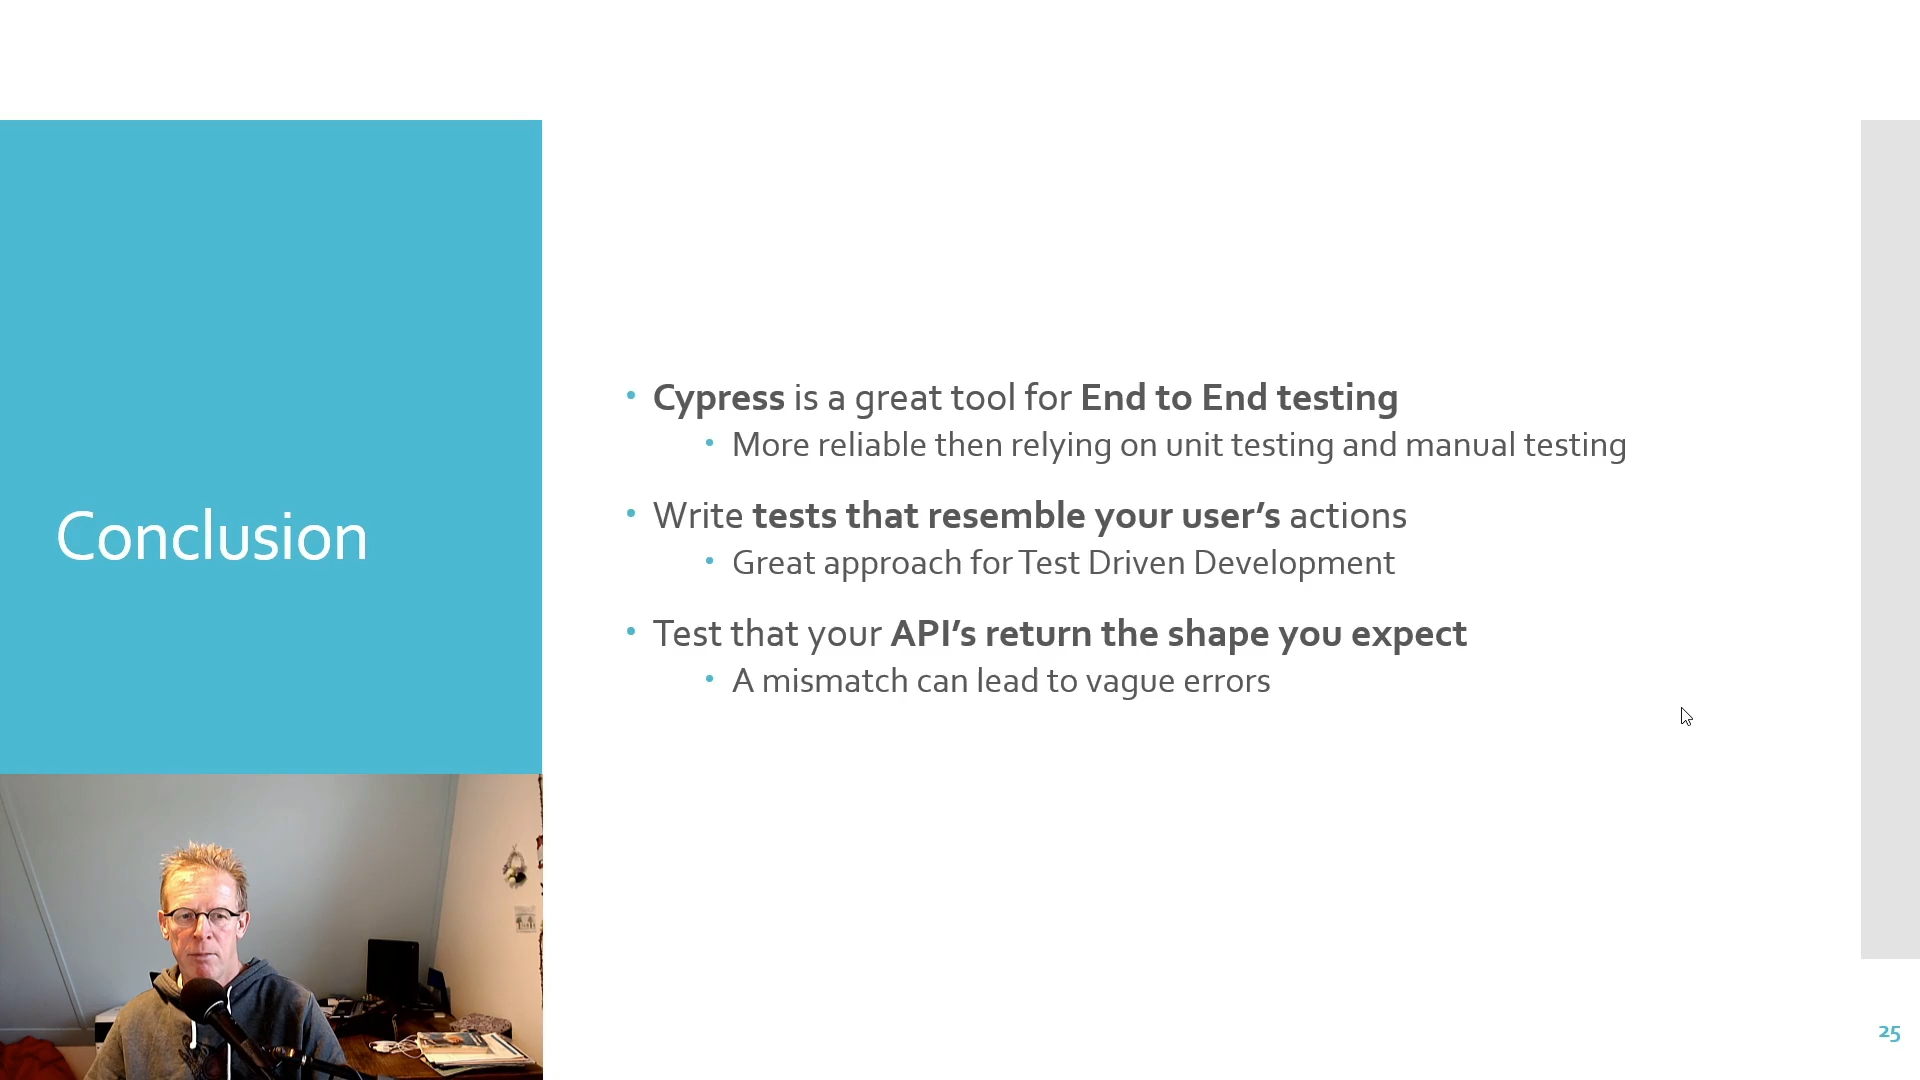 Conclusion
• Cypress is a great tool for End to End testing
• More reliable then relying on unit testing and manual testing
• Write tests that resemble your user’s actions
• Great approach for Test Driven Development
• Test that your API’s return the shape you expect
• A mismatch can lead to vague errors
25